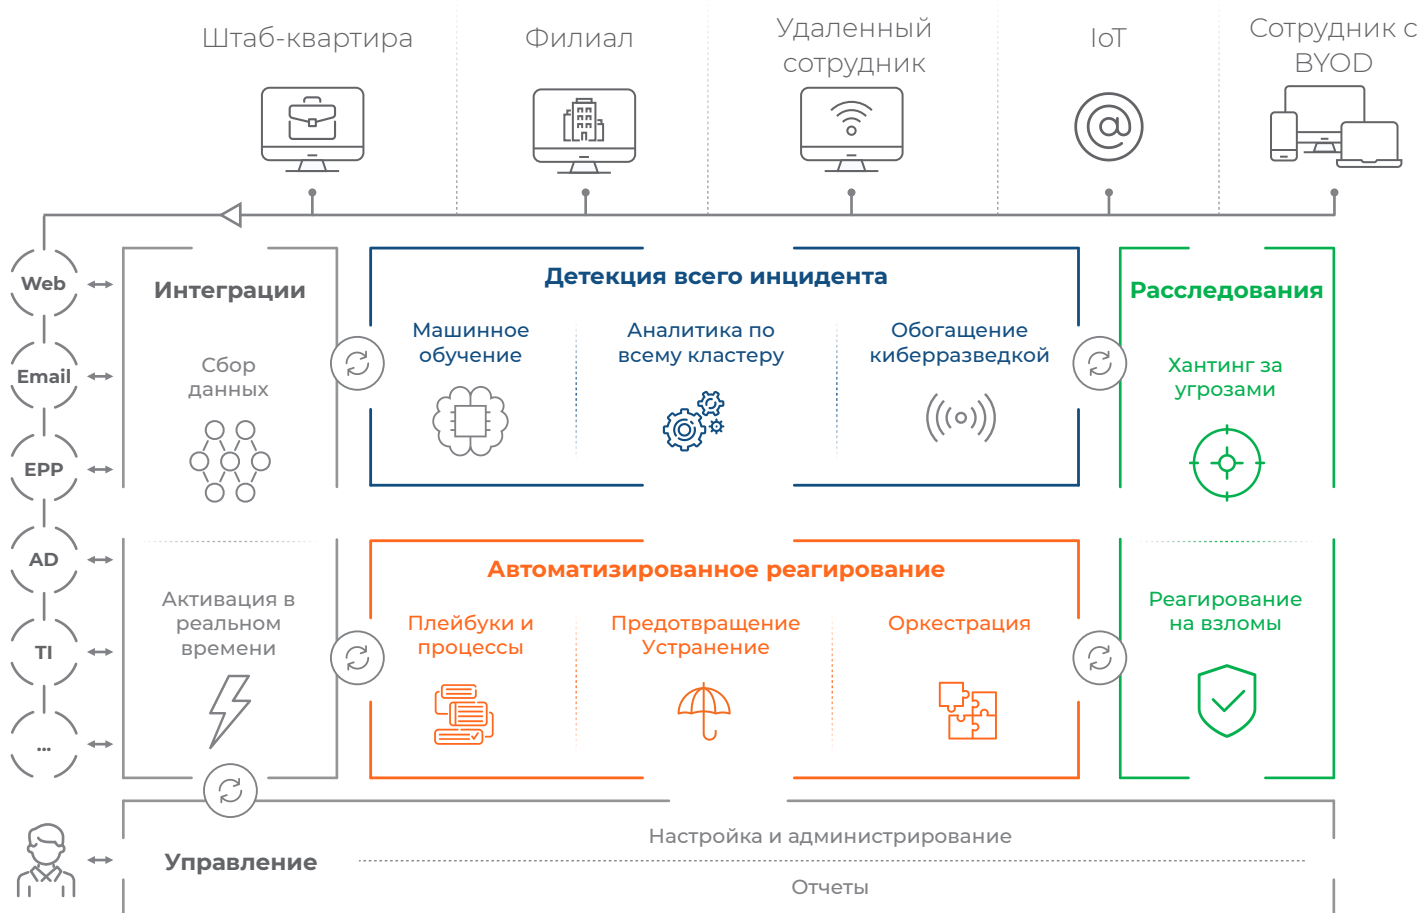 Штаб-квартира
Филиал
Удаленный
сотрудник
IoT
Сотрудник с
BYOD
Web
Email
EPP
AD
TI
...
Интеграции
Сбор
данных
Активация в
реальном
времени
Детекция всего инцидента
Машинное
обучение
Аналитика по
всему кластеру
Обогащение
киберразведкой
Автоматизированное реагирование
Плейбуки и
процессы
Предотвращение
Устранение
Оркестрация
Расследования
Хантинг за
угрозами
Реагирование
на взломы
Управление
Настройка и администрирование
Отчеты